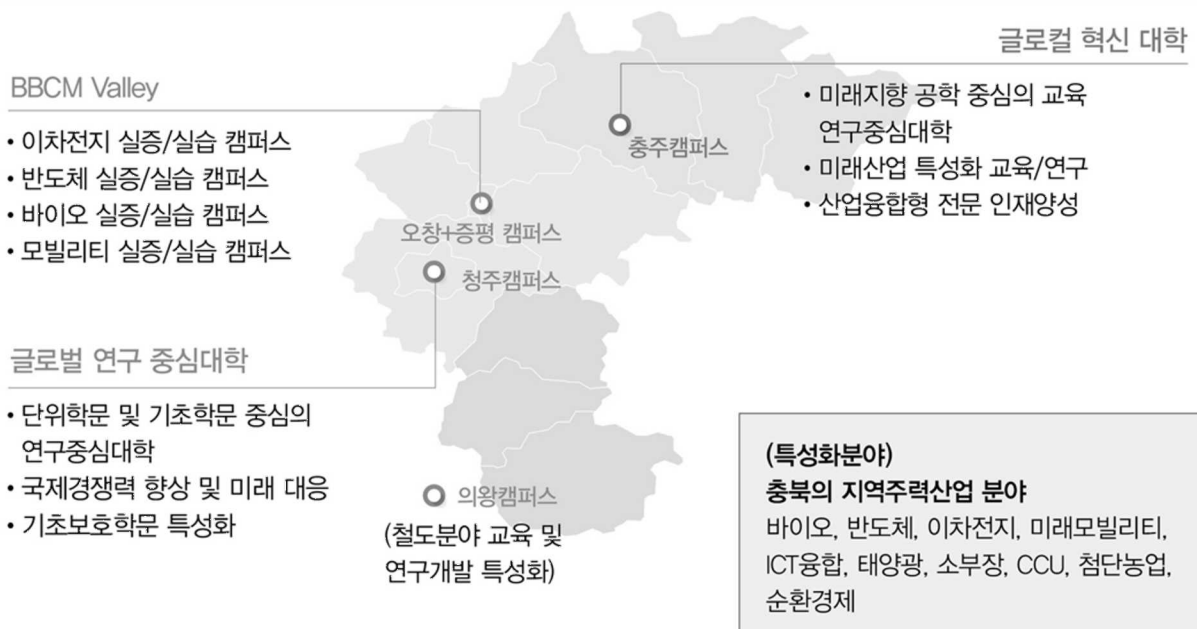 글로컬 혁신 대학
• 미래지향 공학 중심의 교육
연구중심대학
• 미래산업 특성화 교육/연구
• 산업융합형 전문 인재양성
BBCM Valley
• 이차전지 실증/실습 캠퍼스
• 반도체 실증/실습 캠퍼스
• 바이오 실증/실습 캠퍼스
• 모빌리티 실증/실습 캠퍼스
충주캠퍼스
오창+증평 캠퍼스
청주캠퍼스
글로벌 연구 중심대학
• 단위학문 및 기초학문 중심의
연구중심대학
• 국제경쟁력 향상 및 미래 대응
• 기초보호학문 특성화
의왕캠퍼스
(철도분야 교육 및
연구개발 특성화)
(특성화분야)
충북의 지역주력산업 분야
바이오, 반도체, 이차전지, 미래모빌리티,
ICT융합, 태양광, 소부장, CCU, 첨단농업,
순환경제